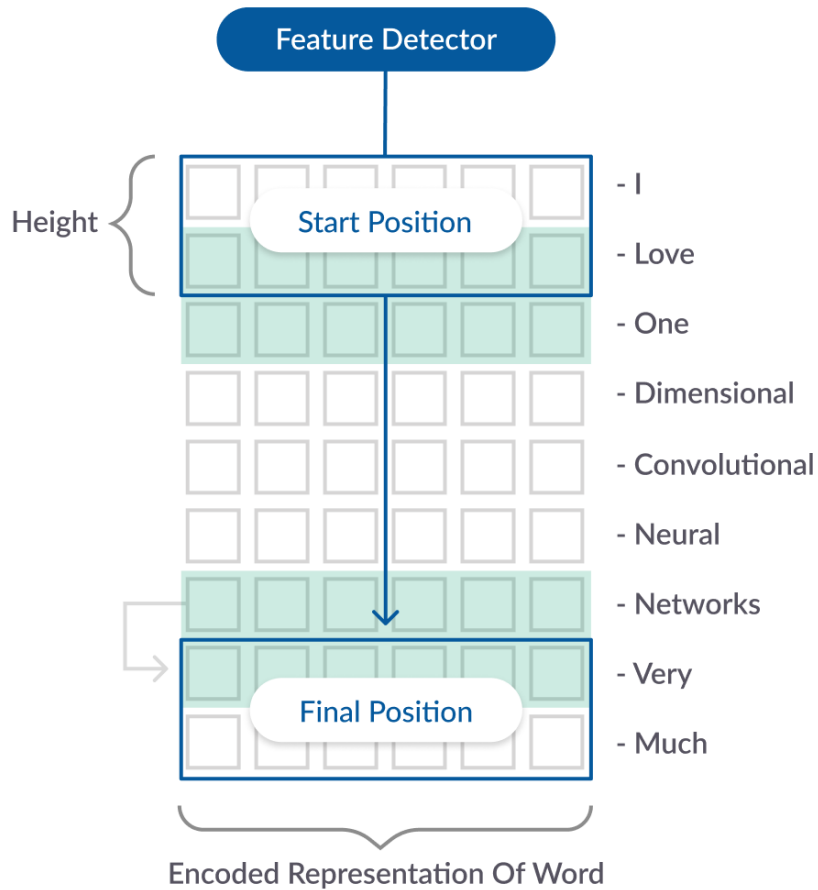 Feature Detector
- I
Start Position
Height
- Love
- One
- Dimensional
- Convolutional
- Neural
- Networks
- Very
Final Position
- Much
Encoded Representation Of Word